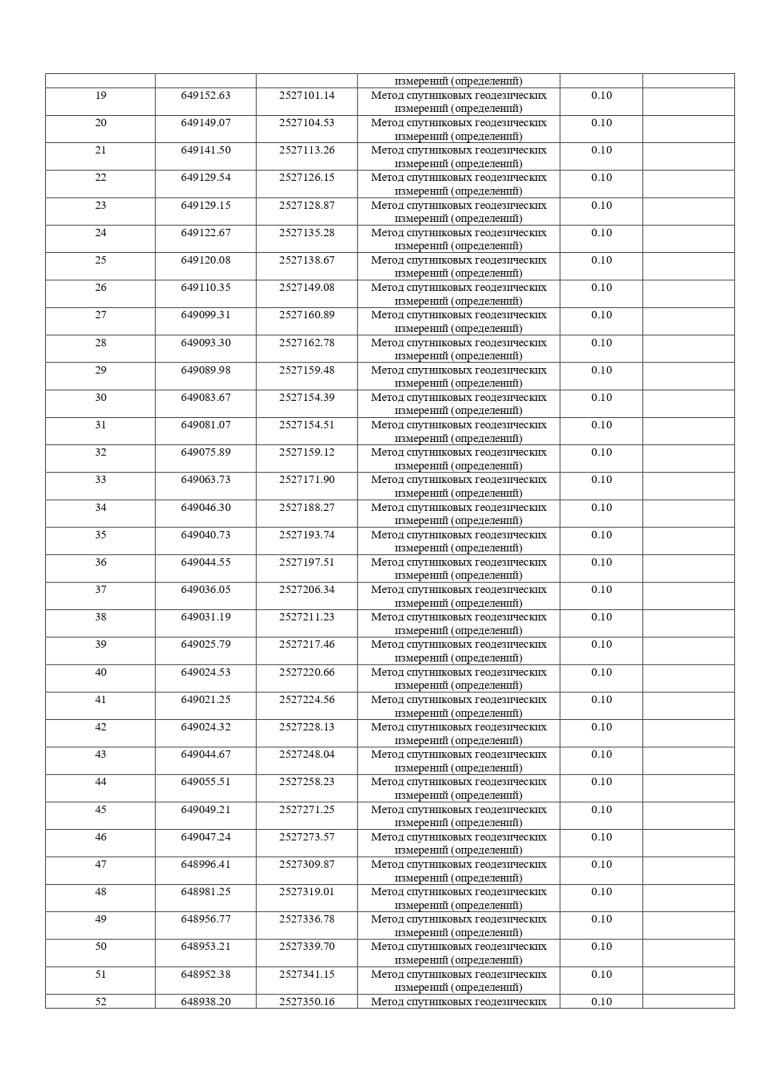 измерений (определений)
19 649152.63 2527101.14 Метод спутниковых геодезических 0.10
измерений (определений)
20 649149.07 2527104.53 Метод спутниковых геодезических 0.10
измерений (определений)
21 649141.50 2527113.26 Метод спутниковых геодезических 0.10
измерений (определений)
22 649129.54 2527126.15 Метод спутниковых геодезических 0.10
измерений (определений)
23 649129.15 2527128.87 Метод спутниковых геодезических 0.10
измерений (определений)
24 649122.67 2527135.28 Метод спутниковых геодезических 0.10
измерений (определений)
25 649120.08 2527138.67 Метод спутниковых геодезических 0.10
измерений (определений)
26 649110.35 2527149.08 Метод спутниковых геодезических 0.10
измерений (определений)
27 649099.31 2527160.89 Метод спутниковых геодезических 0.10
измерений (определений)
28 649093.30 2527162.78 Метод спутниковых геодезических 0.10
измерений (определений)
29 649089.98 2527159.48 Метод спутниковых геодезических 0.10
измерений (определений)
30 649083.67 2527154.39 Метод спутниковых геодезических 0.10
измерений (определений)
31 649081.07 2527154.51 Метод спутниковых геодезических 0.10
измерений (определений)
32 649075.89 2527159.12 Метод спутниковых геодезических 0.10
измерений (определений)
33 649063.73 2527171.90 Метод спутниковых геодезических 0.10
измерений (определений)
34 649046.30 2527188.27 Метод спутниковых геодезических 0.10
измерений (определений)
35 649040.73 2527193.74 Метод спутниковых геодезических 0.10
измерений (определений)
36 649044.55 2527197.51 Метод спутниковых геодезических 0.10
измерений (определений)
37 649036.05 2527206.34 Метод спутниковых геодезических 0.10
измерений (определений)
38 649031.19 2527211.23 Метод спутниковых геодезических 0.10
измерений (определений)
39 649025.79 2527217.46 Метод спутниковых геодезических 0.10
измерений (определений)
40 649024.53 2527220.66 Метод спутниковых геодезических 0.10
измерений (определений)
41 649021.25 2527224.56 Метод спутниковых геодезических 0.10
измерений (определений)
42 649024.32 2527228.13 Метод спутниковых геодезических 0.10
измерений (определений)
43 649044.67 2527248.04 Метод спутниковых геодезических 0.10
измерений (определений)
44 649055.51 2527258.23 Метод спутниковых геодезических 0.10
измерений (определений)
45 649049.21 2527271.25 Метод спутниковых геодезических 0.10
измерений (определений)
46 649047.24 2527273.57 Метод спутниковых геодезических 0.10
измерений (определений)
47 648996.41 2527309.87 Метод спутниковых геодезических 0.10
измерений (определений)
48 648981.25 2527319.01 Метод спутниковых геодезических 0.10
измерений (определений)
49 648956.77 2527336.78 Метод спутниковых геодезических 0.10
измерений (определений)
50 648953.21 2527339.70 Метод спутниковых геодезических 0.10
измерений (определений)
51 648952.38 2527341.15 Метод спутниковых геодезических 0.10
измерений (определений)
52 648938.20 2527350.16 Метод спутниковых геодезических 0.10